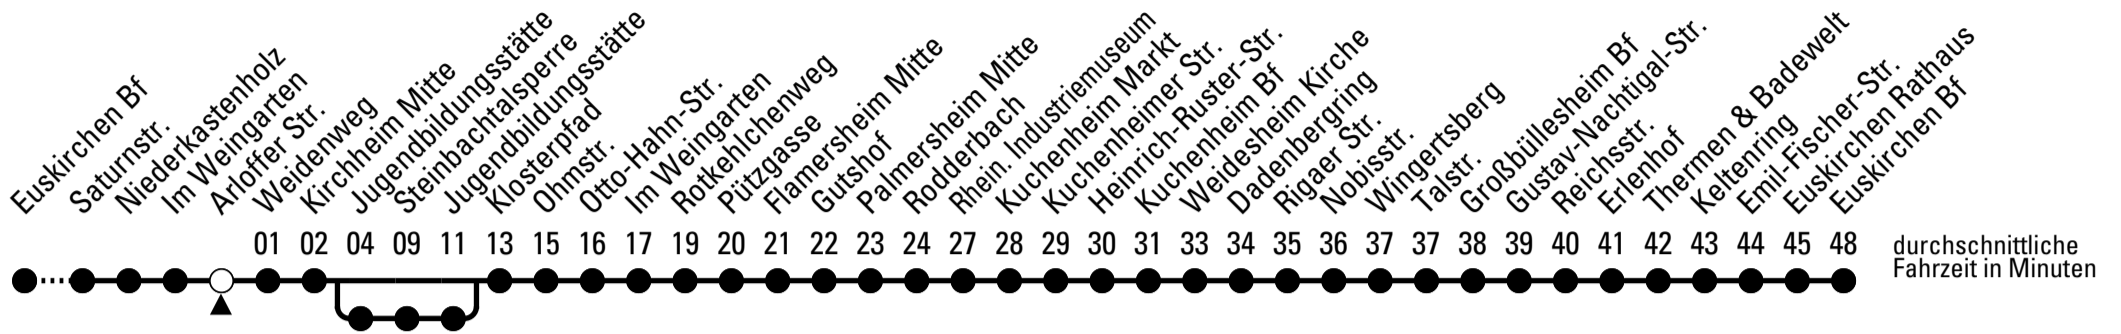 Euskirchen Bf
Saturnstr.
Niederkastenholz
Im Weingarten
Arloffer Str.
Weidenweg
Kirchheim Mitte
Jugendbildungsstätte
Steinbachtalsperre
Jugendbildungsstätte
Klosterpfad
Ohmstr.
Otto-Hahn-Str.
Im Weingarten
Rotkehlchenweg
Pützgasse
Flamersheim Mitte
Gutshof
Palmersheim Mitte
Rodderbach
Rhein. Industriemuseum
Kuchenheim Markt
Kuchenheimer Str.
Heinrich-Ruster-Str.
Kuchenheim Bf
Weidesheim Kirche
Dadenbergring
Rigaer Str.
Nobisstr.
Wingertsberg
Talstr.
Großbüllesheim Bf
Gustav-Nachtigal-Str.
Reichsstr.
Erlenhof
Thermen & Badewelt
Keltenring
Emil-Fischer-Str.
Euskirchen Rathaus
Euskirchen Bf
01 02 04 09 11 13 15 16 17 19 20 21 22 23 24 27 28 29 30 31 33 34 35 36 37 37 38 39 40 41 42 43 44 45 48
durchschnittliche
Fahrzeit in Minuten